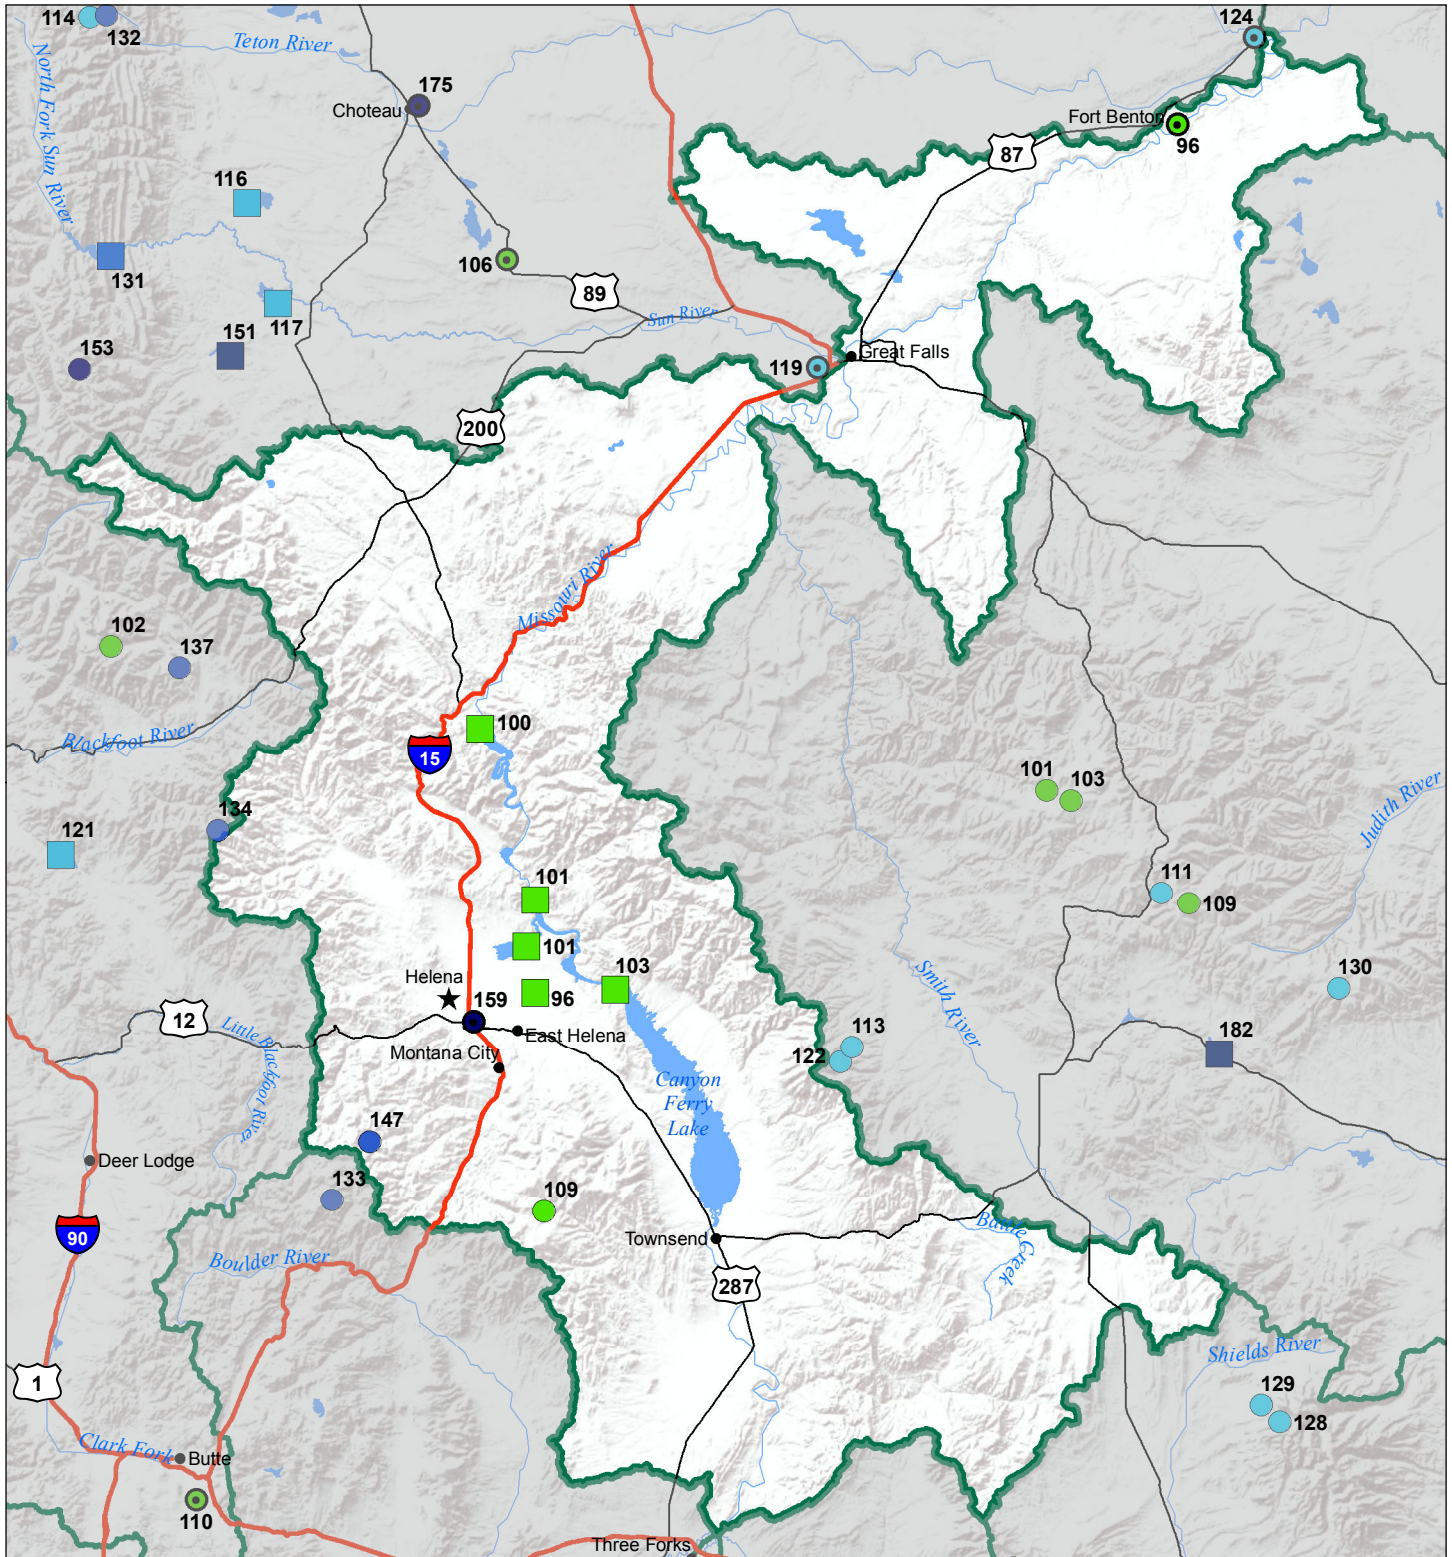 114
132
Teton River
124
175
Choteau
Fort Benton
96
87
North Fork Sun River
116
131
106
89
117
Sun River
151
153
119
Great Falls
200
Missouri River
102
137
Blackfoot River
100
15
101
103
134
121
Judith River
101
111
109
101
103
130
Helena
96
159
Smith River
12
Little Blackfoot River
East Helena
113
122
182
Montana City
Canyon
Ferry
Lake
147
Deer Lodge
133
109
90
Townsend
Battle Creek
Boulder River
287
Shields River
1
129
128
Clark Fork
Butte
110
Three Forks